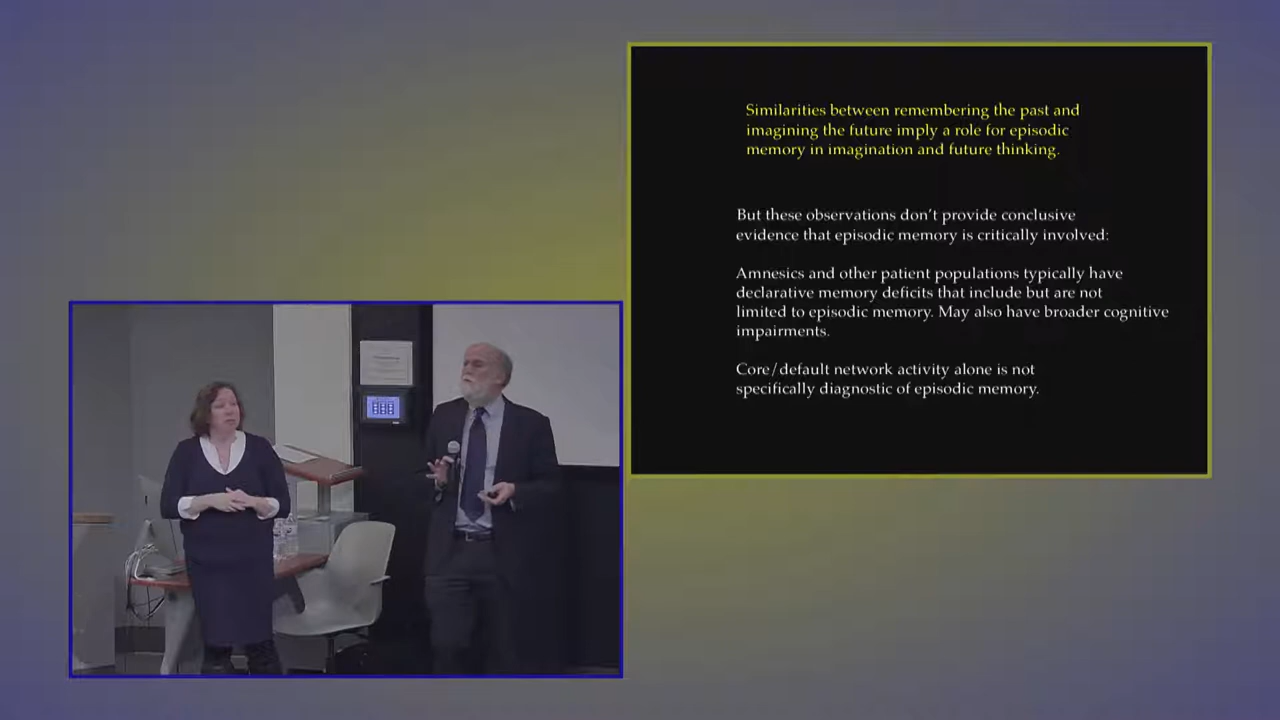 Similarities between remembering the past and
imagining the future imply a role for episodic
memory in imagination and future thinking.
But these observations don't provide conclusive
evidence that episodic memory is critically involved:
Amnesics and other patient populations typically have
declarative memory deficits that include but are not
limited to episodic memory. May also have broader cognitive
impairments.
Core/default network activity alone is not
specifically diagnostic of episodic memory.